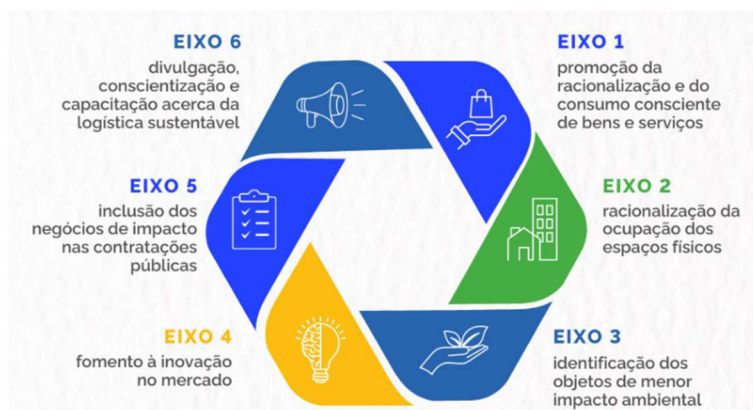 EIXO 1
promoção da
racionalização e do
consumo consciente
de bens e serviços
EIXO 2
racionalização da
ocupação dos
espaços físicos
EIXO 3
identificação dos
objetos de menor
impacto ambiental
EIXO 4
fomento à inovação
no mercado
EIXO 5
inclusão dos
negócios de impacto
nas contratações
públicas
EIXO 6
divulgação,
conscientização e
capacitação acerca da
logística sustentável